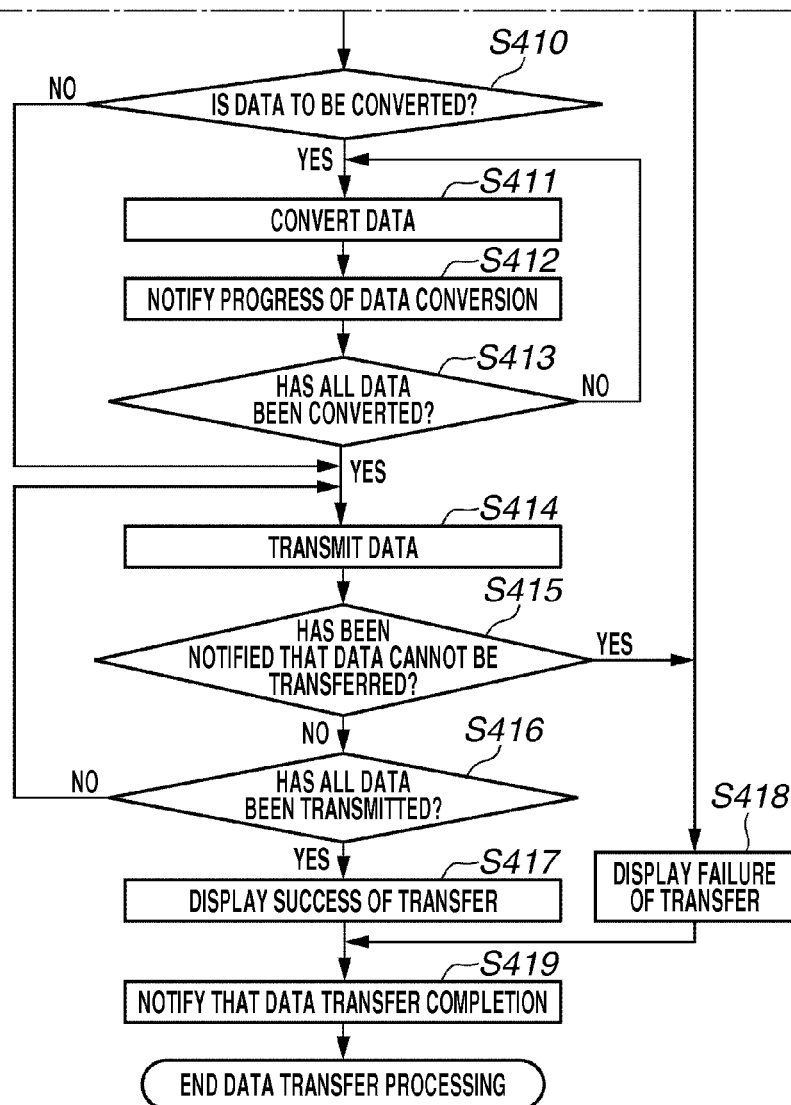 S410
NO
IS DATA TO BE CONVERTED?
YES
S411
CONVERT DATA
S412
NOTIFY PROGRESS OF DATA CONVERSION
S413
HAS ALL DATA
BEEN CONVERTED?
NO
YES
S414
TRANSMIT DATA
S415
HAS BEEN
NOTIFIED THAT DATA CANNOT BE
TRANSFERRED?
YES
NO
S416
NO
HAS ALL DATA
BEEN TRANSMITTED?
S418
YES
S417
DISPLAY SUCCESS OF TRANSFER
DISPLAY FAILURE
OF TRANSFER
S419
NOTIFY THAT DATA TRANSFER COMPLETION
END DATA TRANSFER PROCESSING